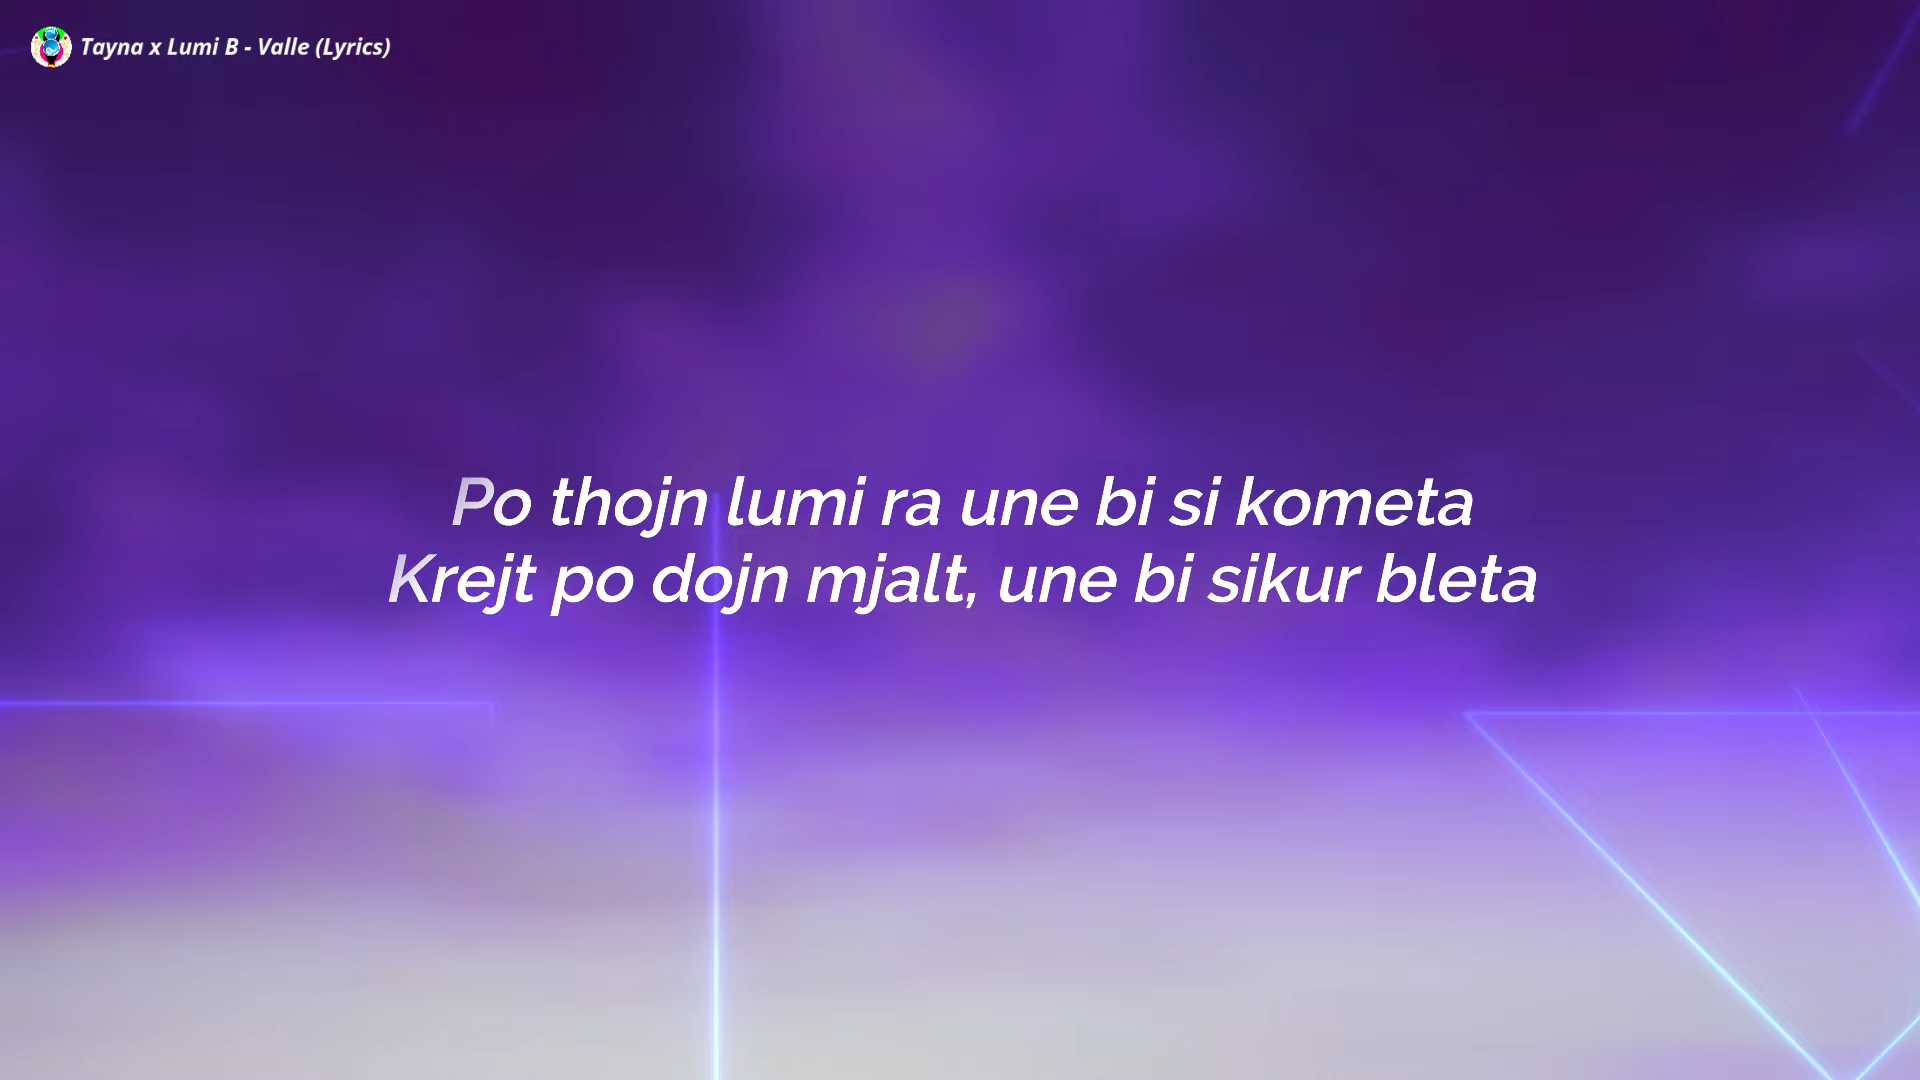 Tayna x Lumi B - Valle (Lyrics)
Po thojn lumi ra une bi si kometa
Krejt po dojn mjalt, une bi sikur bleta